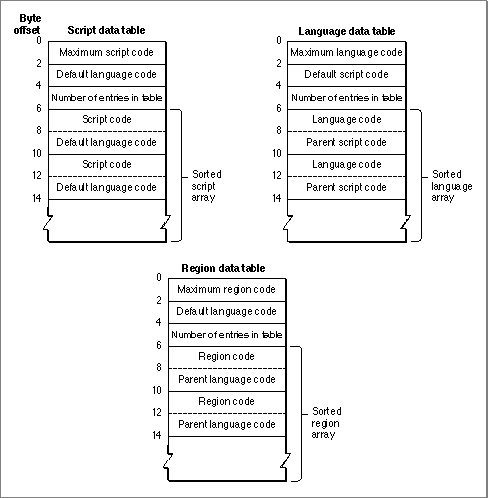 Byte
offset
Script data table
0
Maximum script code
2
Default language code
4
Number of entries in table
6
Script code
8
Default language code
10
Script code
12
Default language code
14
Sorted
script
array
Language data table
0
Maximum language code
2
Default script code
4
Number of entries in table
6
Language code
8
Parent script code
10
Language code
12
Parent script code
14
Sorted
language
array
Region data table
0
Maximum region code
2
Default language code
4
Number of entries in table
6
Region code
8
Parent language code
10
Region code
12
Parent language code
14
Sorted
region
array